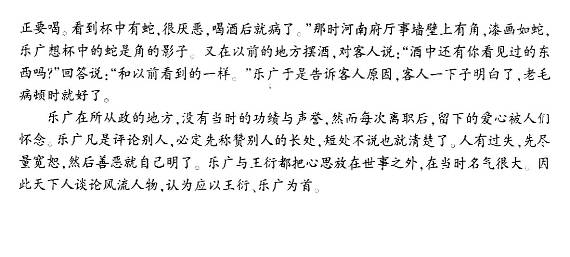 正要喝。看到杯中有蛇,很厌恶,喝酒后就病了。”那时河南府厅事墙壁上有角,漆画如蛇,
乐广想杯中的蛇是角的影子。又在以前的地方摆酒,对客人说:“酒中还有你看见过的东
西吗?”回答说:“和以前看到的一样。”乐广于是告诉客人原因,客人一下子明白了,老毛
病顿时就好了。
乐广在所从政的地方,没有当时的功绩与声誉,然而每次离职后,留下的爱心被人们
怀念。乐广凡是评论别人,必定先称赞别人的长处,短处不说也就清楚了。人有过失,先尽
量宽恕,然后善恶就自己明了。乐广与王衍都把心思放在世事之外,在当时名气很大。因
此天下人谈论风流人物,认为应以王衍、乐广为首。